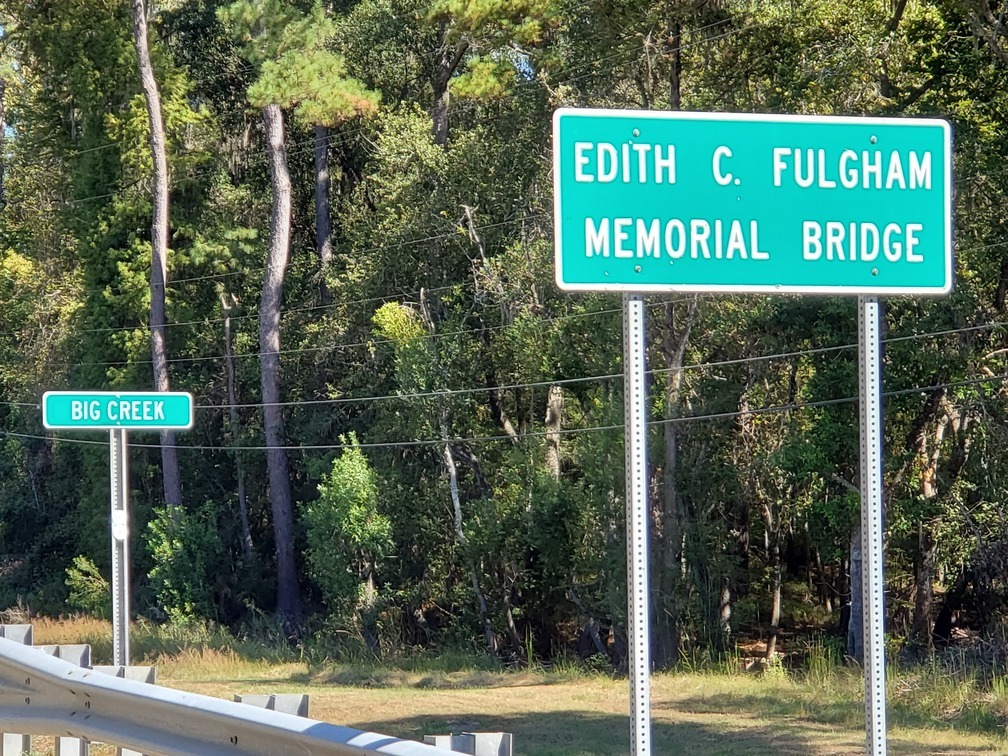 EDITH C. FULGHAM
MEMORIAL BRIDGE
BIG CREEK